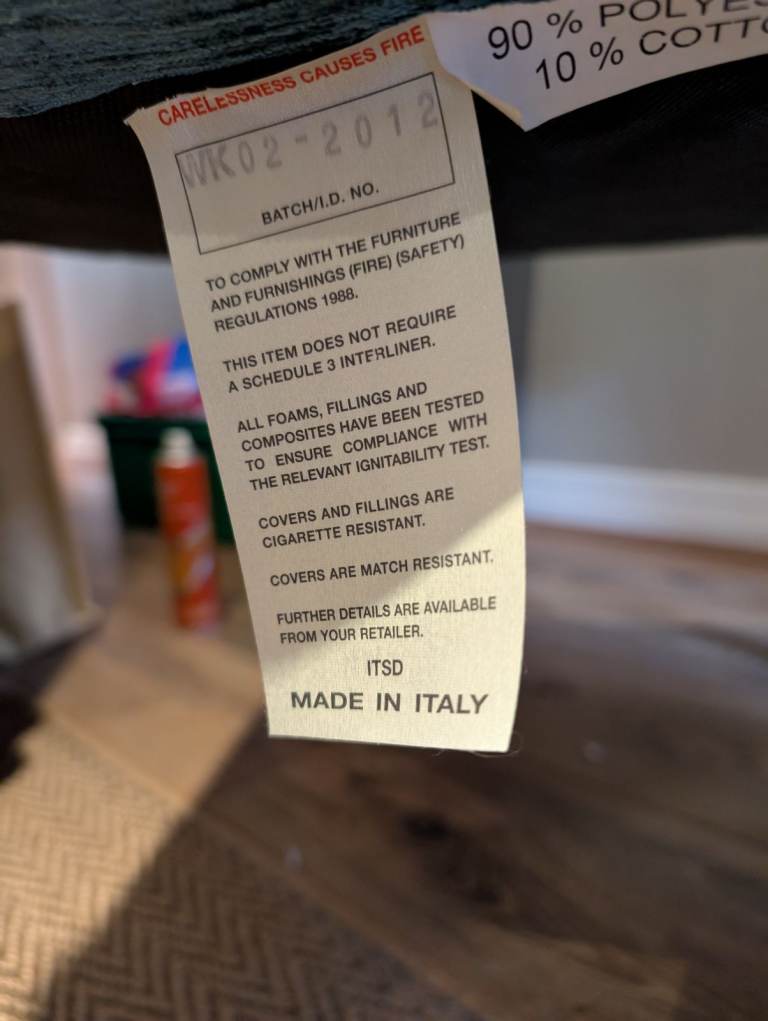 90 % POLYES
10 % COTT
CARELESSNESS CAUSES FIRE
WK02-2012
BATCH/I.D. NO.
TO COMPLY WITH THE FURNITURE
AND FURNISHINGS (FIRE) (SAFETY)
REGULATIONS 1988.
THIS ITEM DOES NOT REQUIRE
A SCHEDULE 3 INTERLINER.
ALL FOAMS, FILLINGS AND
COMPOSITES HAVE BEEN TESTED
TO ENSURE COMPLIANCE WITH
THE RELEVANT IGNITABILITY TEST.
COVERS AND FILLINGS ARE
CIGARETTE RESISTANT.
COVERS ARE MATCH RESISTANT.
FURTHER DETAILS ARE AVAILABLE
FROM YOUR RETAILER.
ITSD
MADE IN ITALY